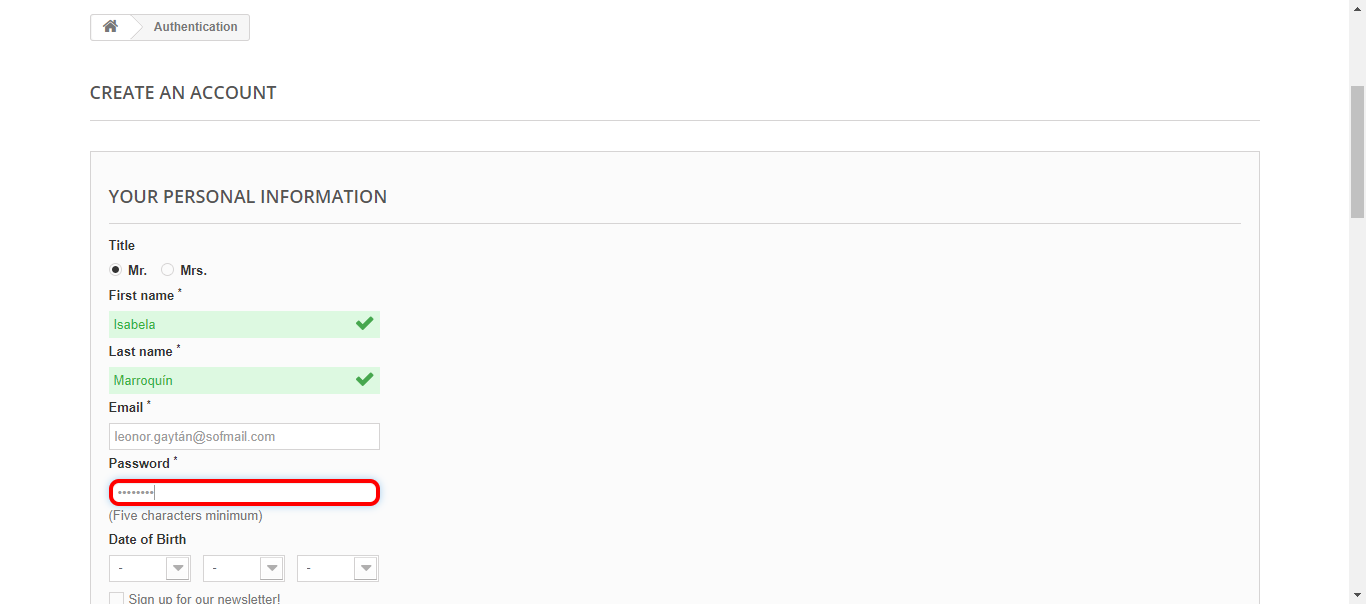 Authentication
CREATE AN ACCOUNT
YOUR PERSONAL INFORMATION
Title
Mr. Mrs.
First name *
Isabela
Last name *
Marroquín
Email *
leonor.gaytán@sofmail.com
Password *
••••••••
(Five characters minimum)
Date of Birth
- - -
Sign up for our newsletter!